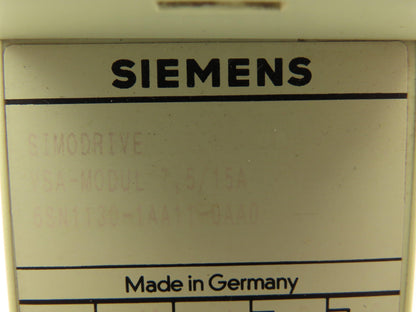 SIEMENS
SIMODRIVE
VSA-MODUL 7,5/15A
6SN1130-1AA11-0AA0
Made in Germany